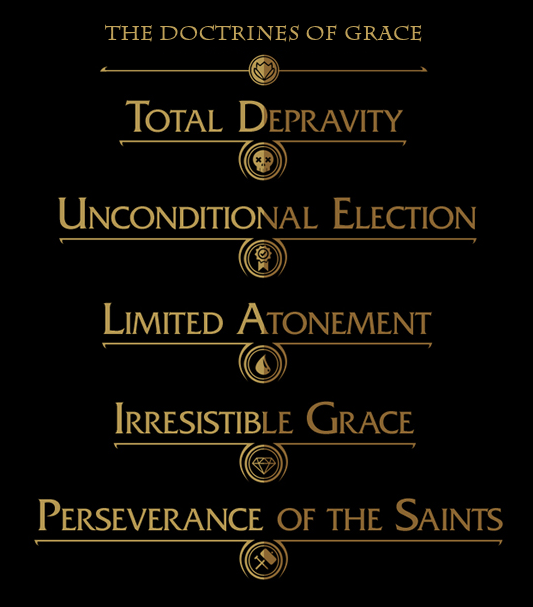 THE DOCTRINES OF GRACE
TOTAL DEPRAVITY
UNCONDITIONAL ELECTION
LIMITED ATONEMENT
IRRESISTIBLE GRACE
PERSEVERANCE OF THE SAINTS